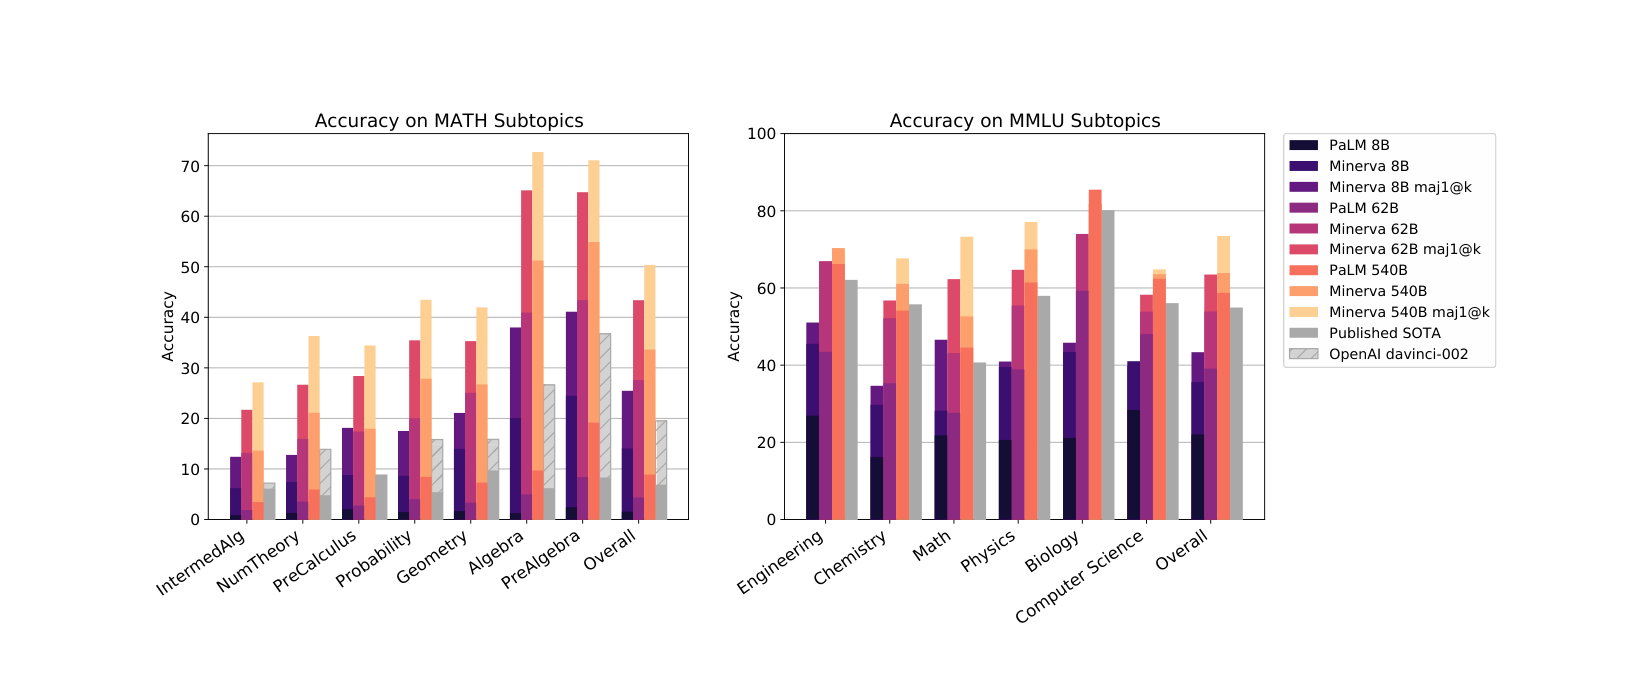 Accuracy on MATH Subtopics
Accuracy
70
60
50
40
30
20
10
0
IntermedAlg
NumTheory
PreCalculus
Probability
Geometry
Algebra
PreAlgebra
Overall
Accuracy on MMLU Subtopics
Accuracy
100
80
60
40
20
0
Engineering
Chemistry
Math
Physics
Biology
Computer Science
Overall
PaLM 8B
Minerva 8B
Minerva 8B maj1@k
PaLM 62B
Minerva 62B
Minerva 62B maj1@k
PaLM 540B
Minerva 540B
Minerva 540B maj1@k
Published SOTA
OpenAI davinci-002